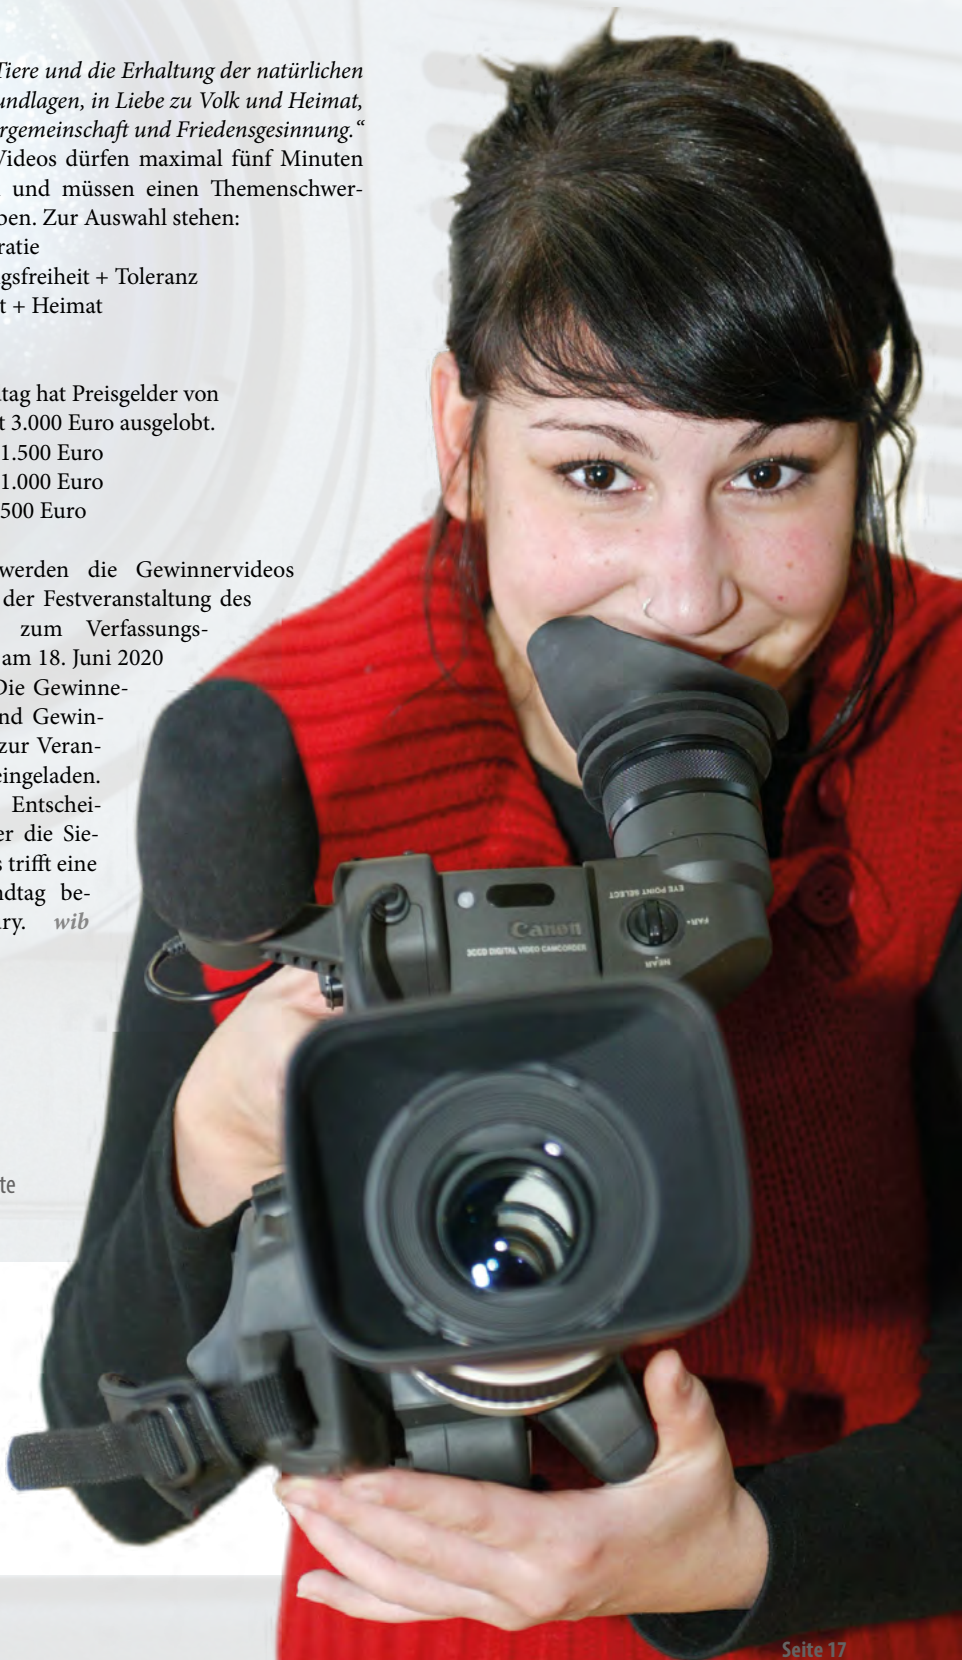 Tiere und die Erhaltung der natürlichen
undlagen, in Liebe zu Volk und Heimat,
rgemeinschaft und Friedensgesinnung.“
Videos dürfen maximal fünf Minuten
und müssen einen Themenschwer-
ben. Zur Auswahl stehen:
ratie
gsfreiheit + Toleranz
t + Heimat
tag hat Preisgelder von
t 3.000 Euro ausgelobt.
1.500 Euro
1.000 Euro
500 Euro
werden die Gewinnervideos
der Festveranstaltung des
zum Verfassungs-
am 18. Juni 2020
Die Gewinne-
nd Gewin-
zur Veran-
eingeladen.
Entschei-
er die Sie-
s trifft eine
ndtag be-
ury. wib
EYE POINT SELECT
FAR+
NEAR
Canon
3CCD DIGITAL VIDEO CAMCORDER
te
Seite 17